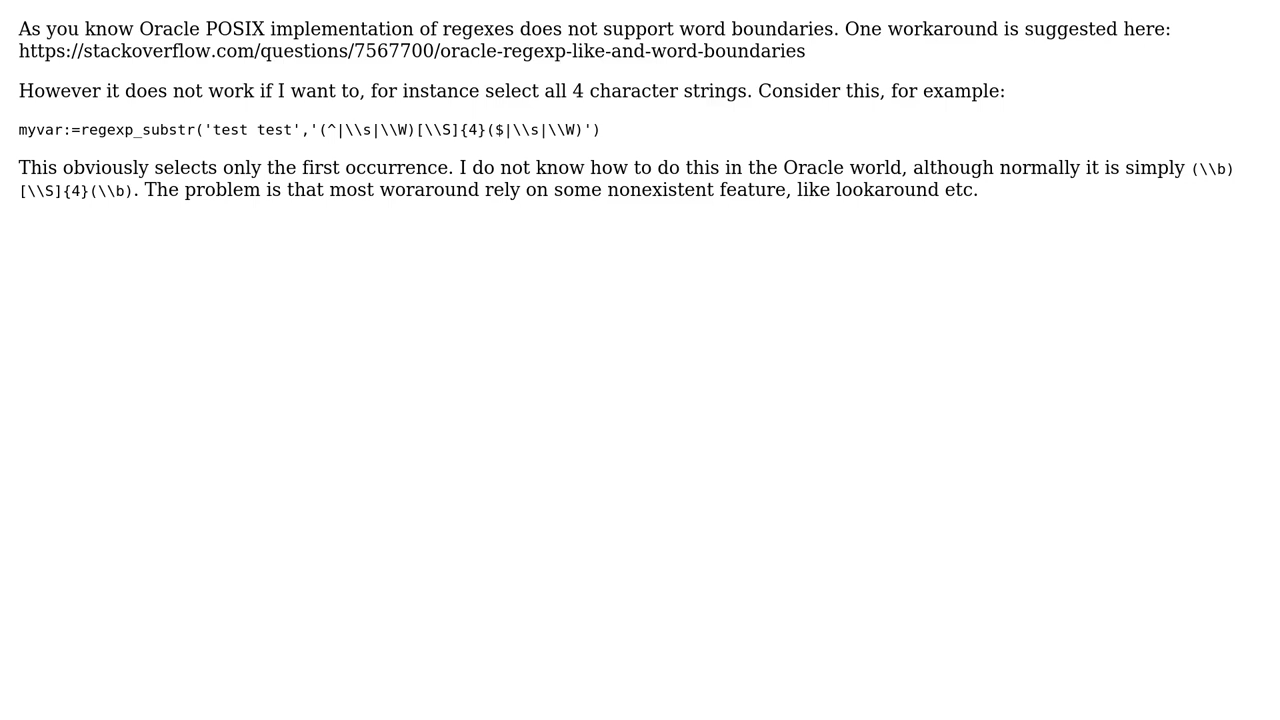 As you know Oracle POSIX implementation of regexes does not support word boundaries. One workaround is suggested here:
https://stackoverflow.com/questions/7567700/oracle-regexp-like-and-word-boundaries
However it does not work if I want to, for instance select all 4 character strings. Consider this, for example:
myvar:=regexp_substr('test test','(^|\\s|\\W)[\\S]{4}($|\\s|\\W)')
This obviously selects only the first occurrence. I do not know how to do this in the Oracle world, although normally it is simply (\\b)
[\\S]{4}(\\b). The problem is that most woraround rely on some nonexistent feature, like lookaround etc.